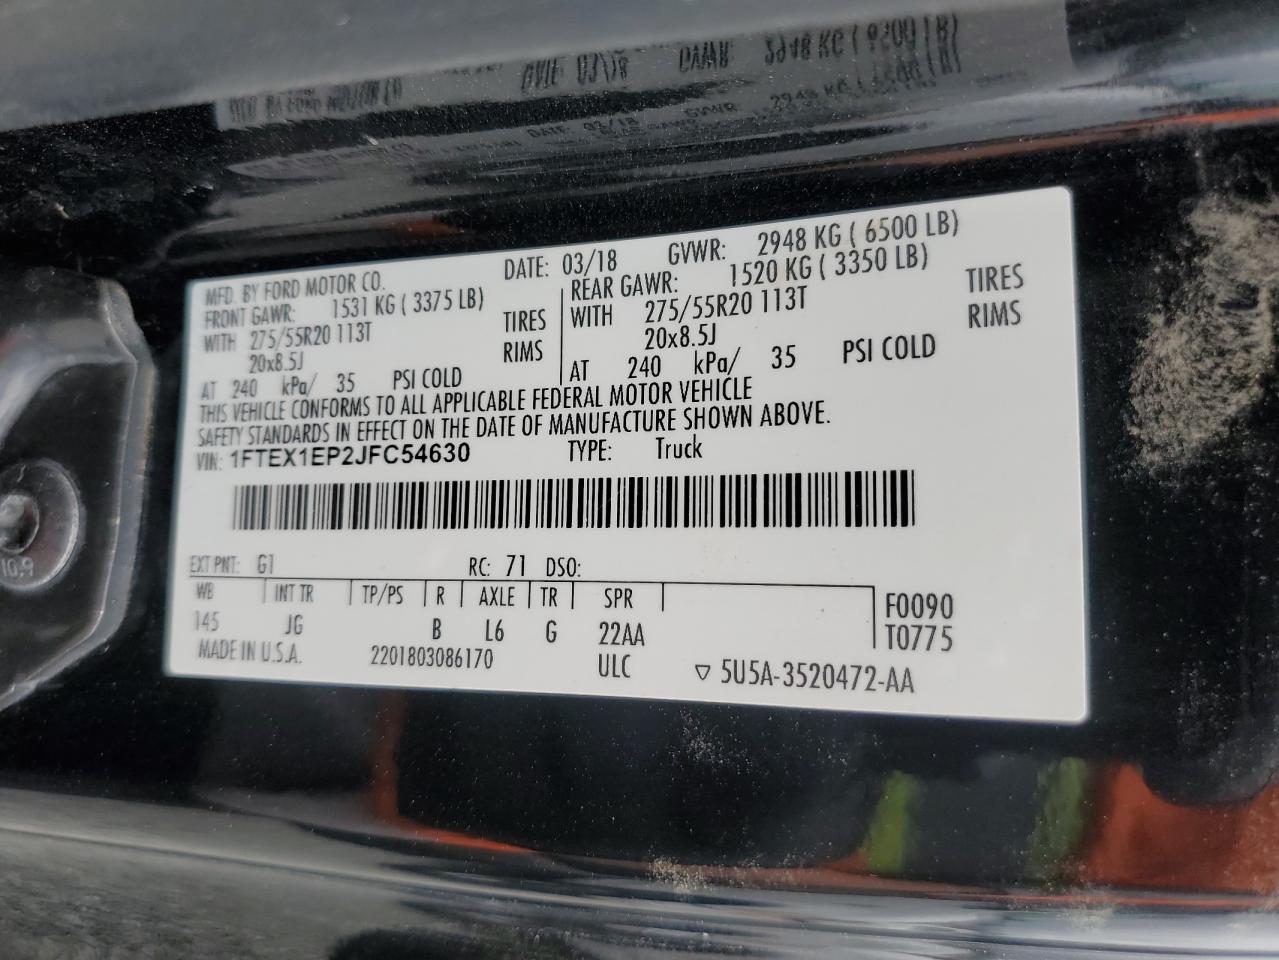 MFD. BY FORD MOTOR CO. DATE: 03/18 GVWR: 2948 KG ( 6500 LB)
FRONT GAWR: 1531 KG ( 3375 LB) REAR GAWR: 1520 KG ( 3350 LB)
WITH 275/55R20 113T TIRES WITH 275/55R20 113T TIRES
20x8.5J RIMS 20x8.5J RIMS
AT 240 kPa/ 35 PSI COLD AT 240 kPa/ 35 PSI COLD
THIS VEHICLE CONFORMS TO ALL APPLICABLE FEDERAL MOTOR VEHICLE
SAFETY STANDARDS IN EFFECT ON THE DATE OF MANUFACTURE SHOWN ABOVE.
VIN: 1FTEX1EP2JFC54630 TYPE: Truck
EXT PNT: G1 RC: 71 DSO:
WB INT TR TP/PS R AXLE TR SPR F0090
145 JG B L6 G 22AA T0775
MADE IN U.S.A. 2201803086170 ULC ▽ 5U5A-3520472-AA
10.9